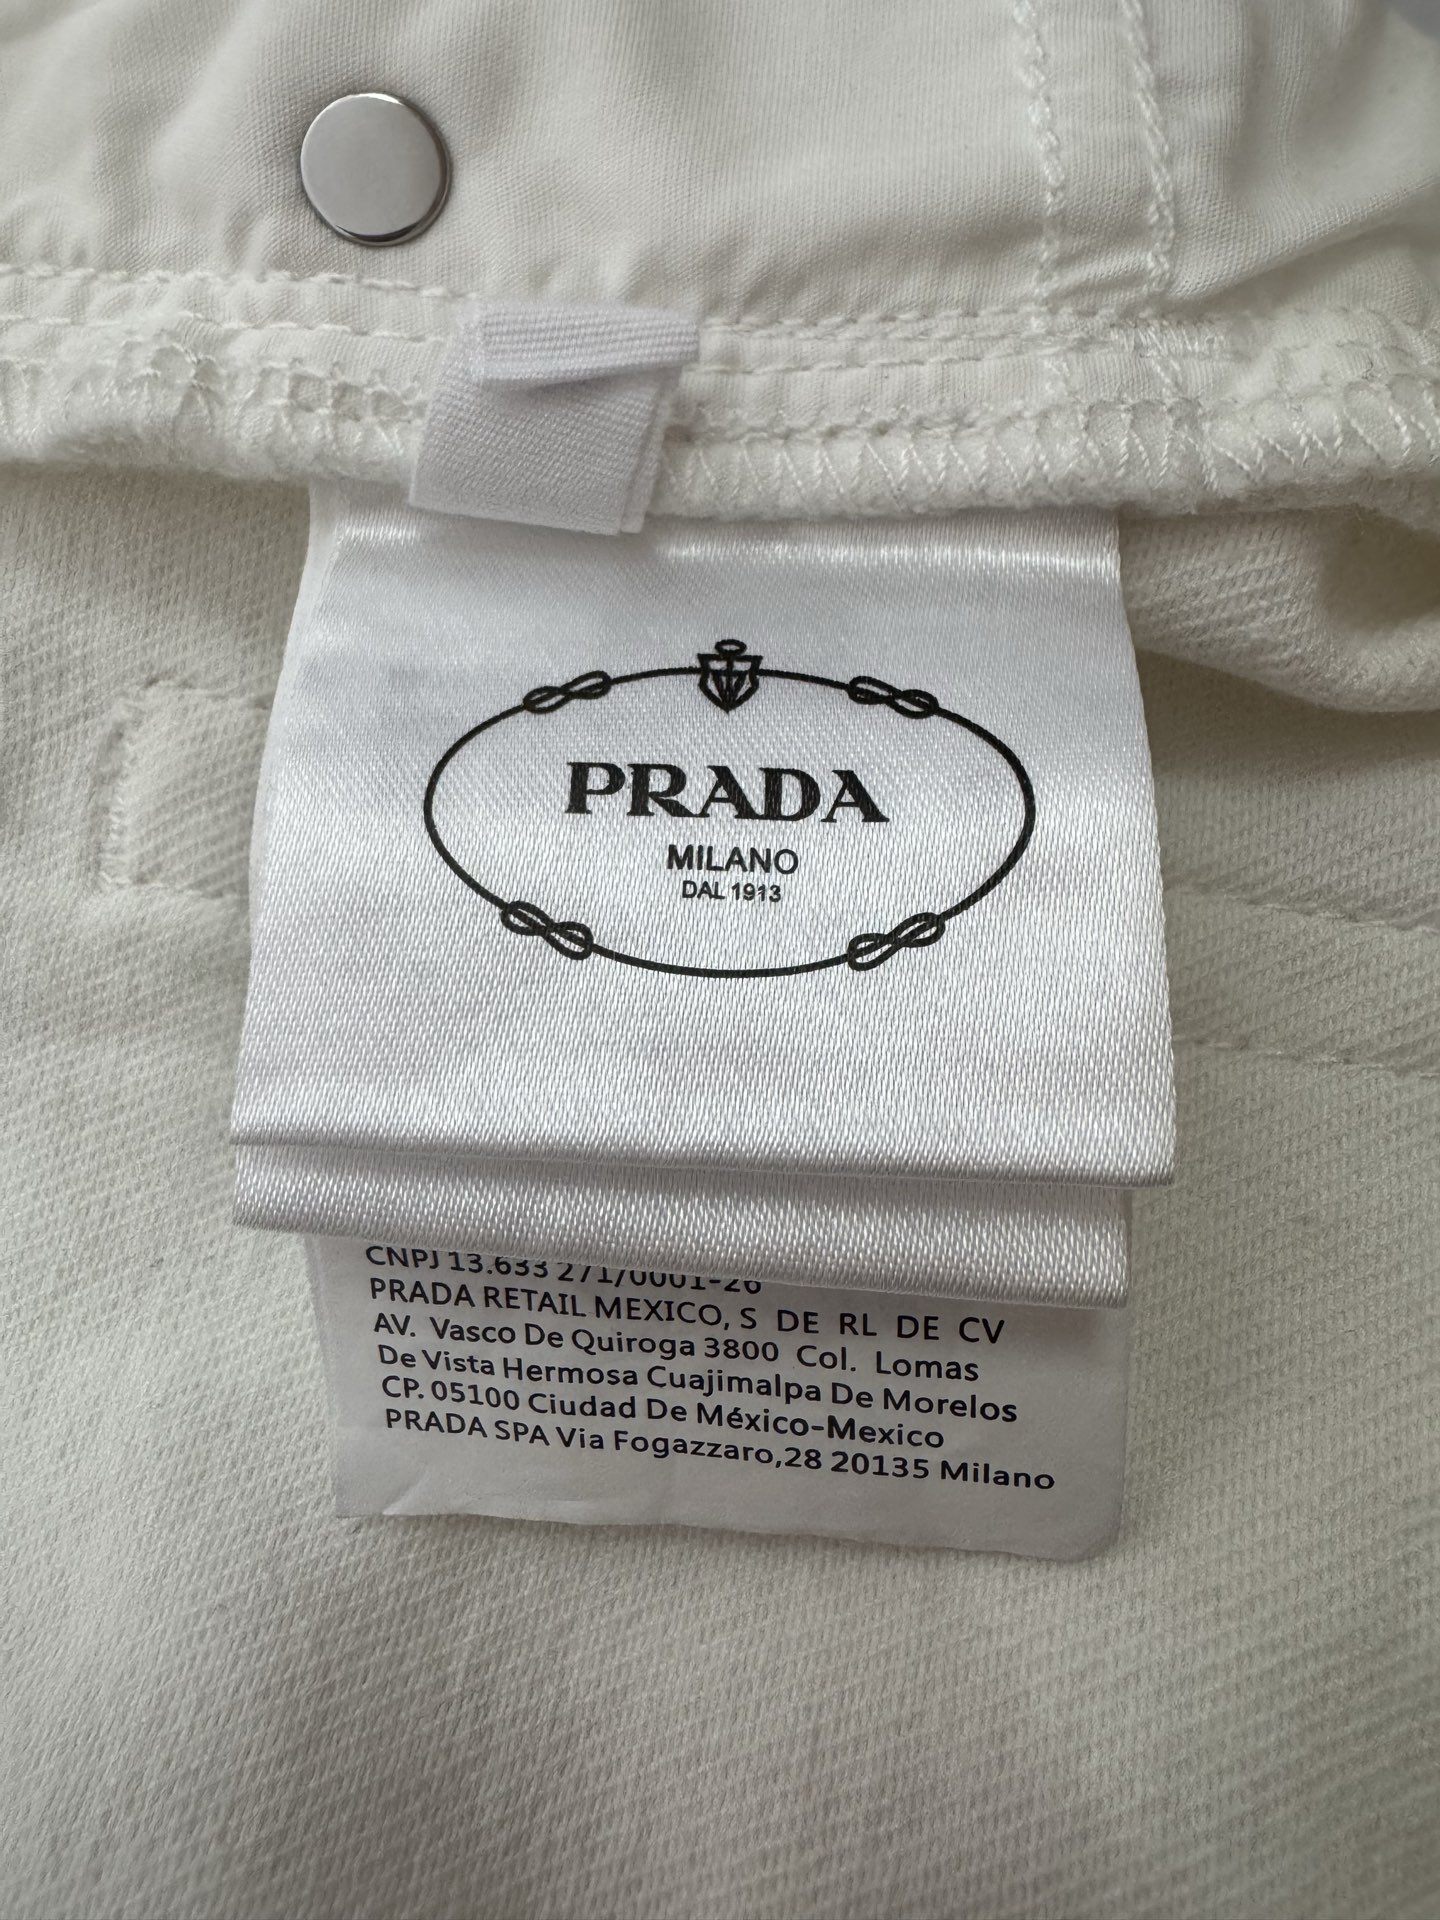 PRADA
MILANO
DAL 1913
CNPJ 13.633 271/0001-26
PRADA RETAIL MEXICO, S DE RL DE CV
AV. Vasco De Quiroga 3800 Col. Lomas
De Vista Hermosa Cuajimalpa De Morelos
CP. 05100 Ciudad De México-Mexico
PRADA SPA Via Fogazzaro,28 20135 Milano